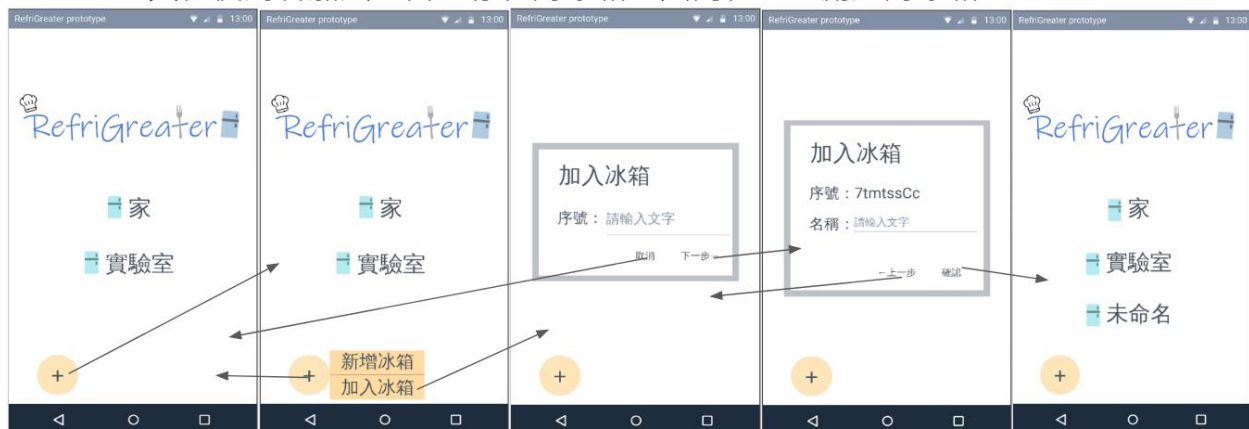 RefriGreater prototype 13:00
RefriGreater
家
實驗室
+
RefriGreater prototype 13:00
RefriGreater
家
實驗室
+
新增冰箱
加入冰箱
RefriGreater prototype 13:00
加入冰箱
序號：請輸入文字
取消 下一步→
+
RefriGreater prototype 13:00
加入冰箱
序號：7tmtssCc
名稱：請輸入文字
←上一步 確認
+
RefriGreater prototype 13:00
RefriGreater
家
實驗室
未命名
+